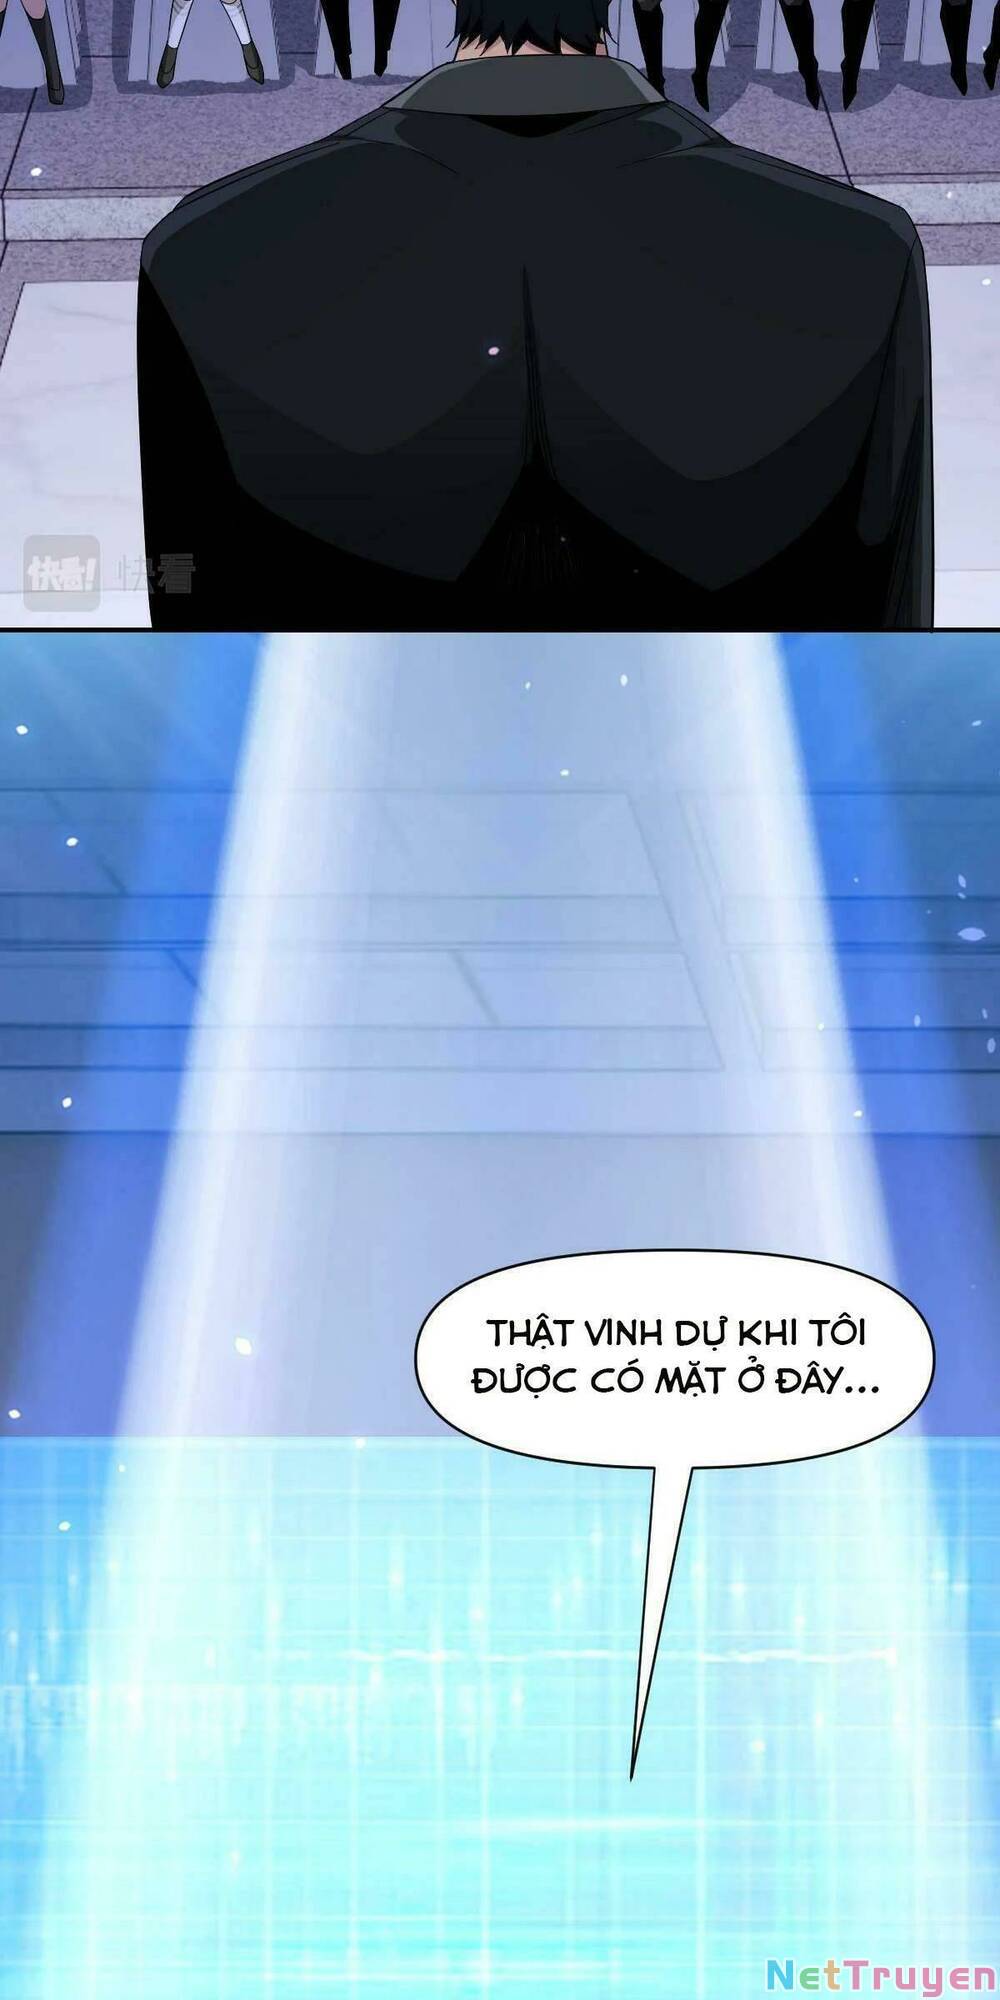 快看! 快看
THẬT VINH DỰ KHI TÔI
ĐƯỢC CÓ MẶT Ở ĐÂY...
NetTruyen